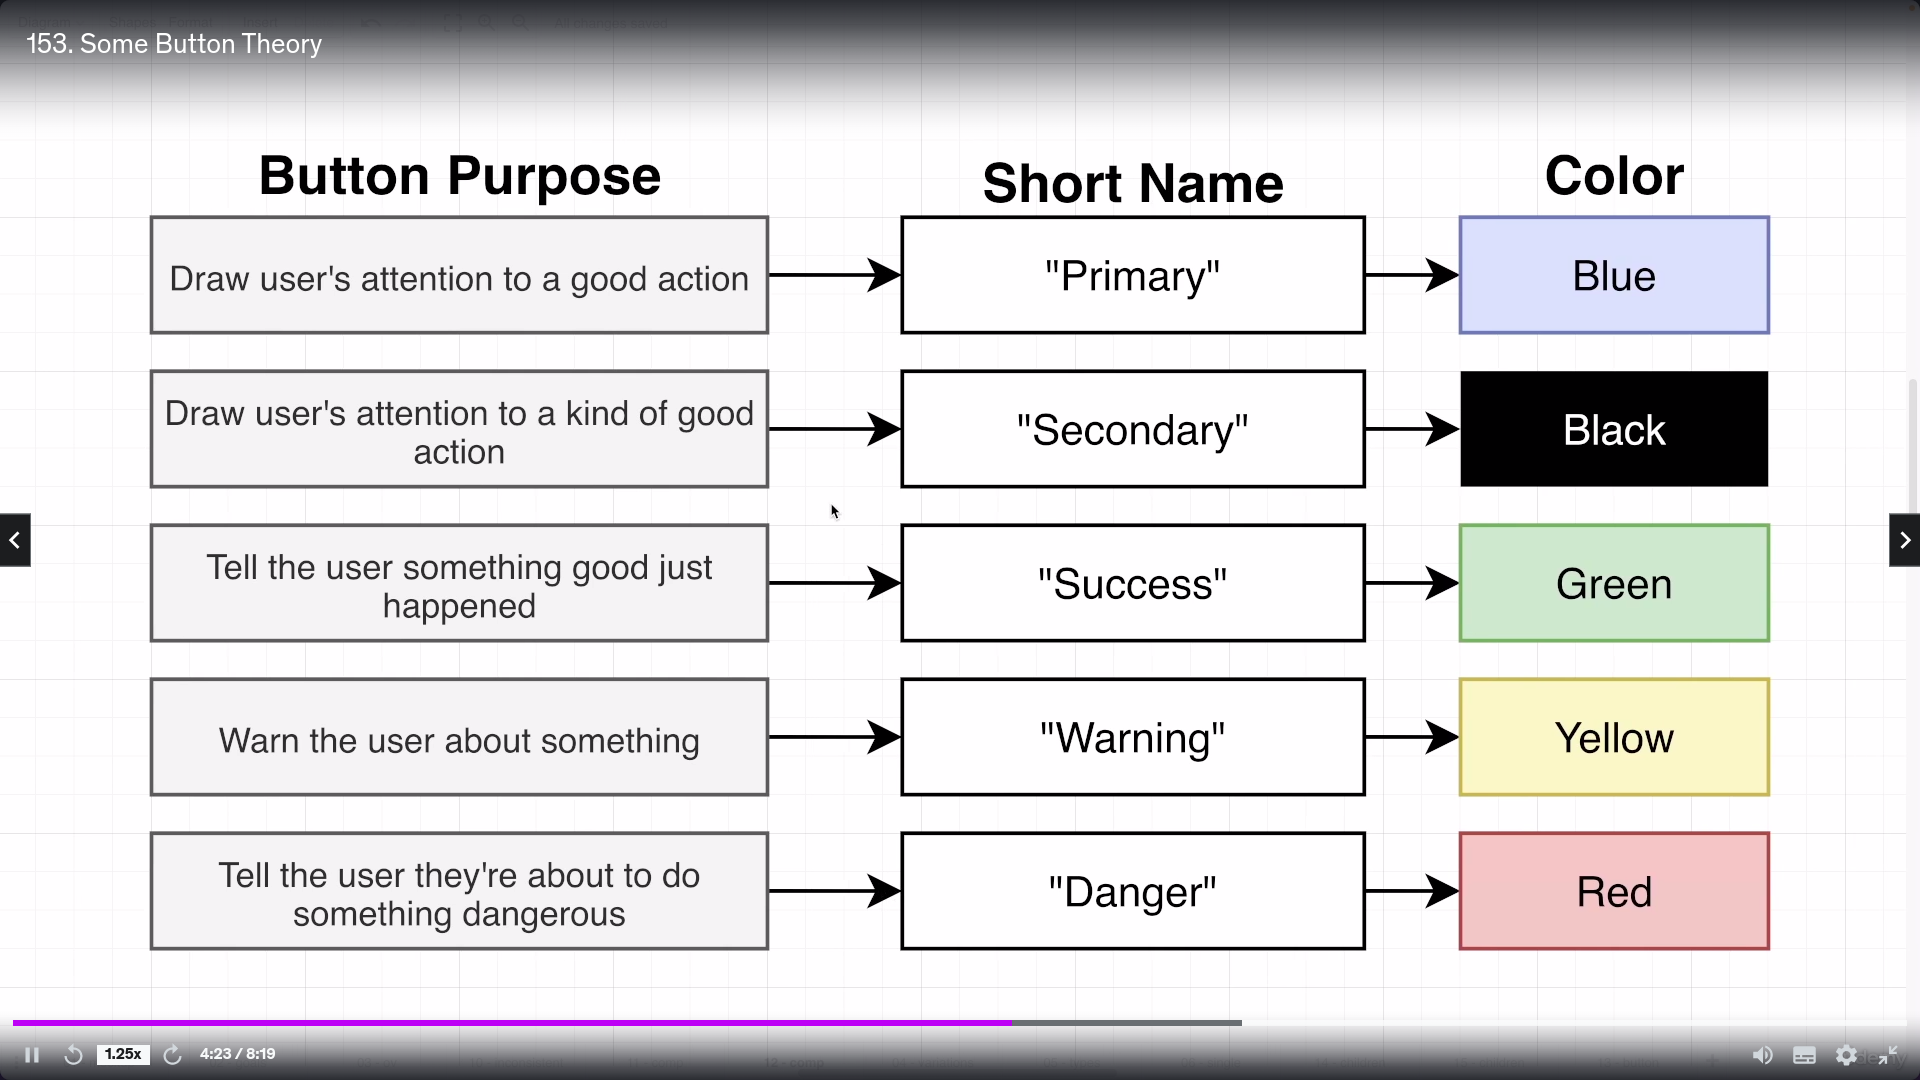 153. Some Button Theory
Button Purpose
Short Name
Color
Draw user's attention to a good action
"Primary"
Blue
Draw user's attention to a kind of good
action
"Secondary"
Black
Tell the user something good just
happened
"Success"
Green
Warn the user about something
"Warning"
Yellow
Tell the user they're about to do
something dangerous
"Danger"
Red
1.25x
4:23 / 8:19